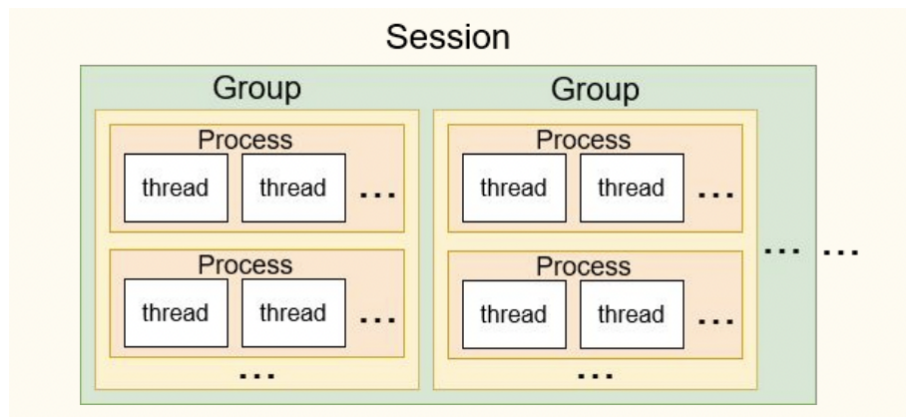 Session
Group Group
Process Process
thread thread ... thread thread ...
... ...
Process Process
thread thread ... thread thread ...
... ...